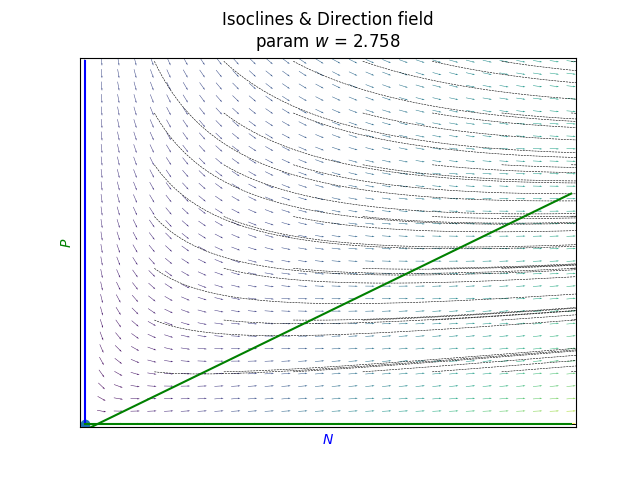 Isoclines & Direction field
param w = 2.758
P
N